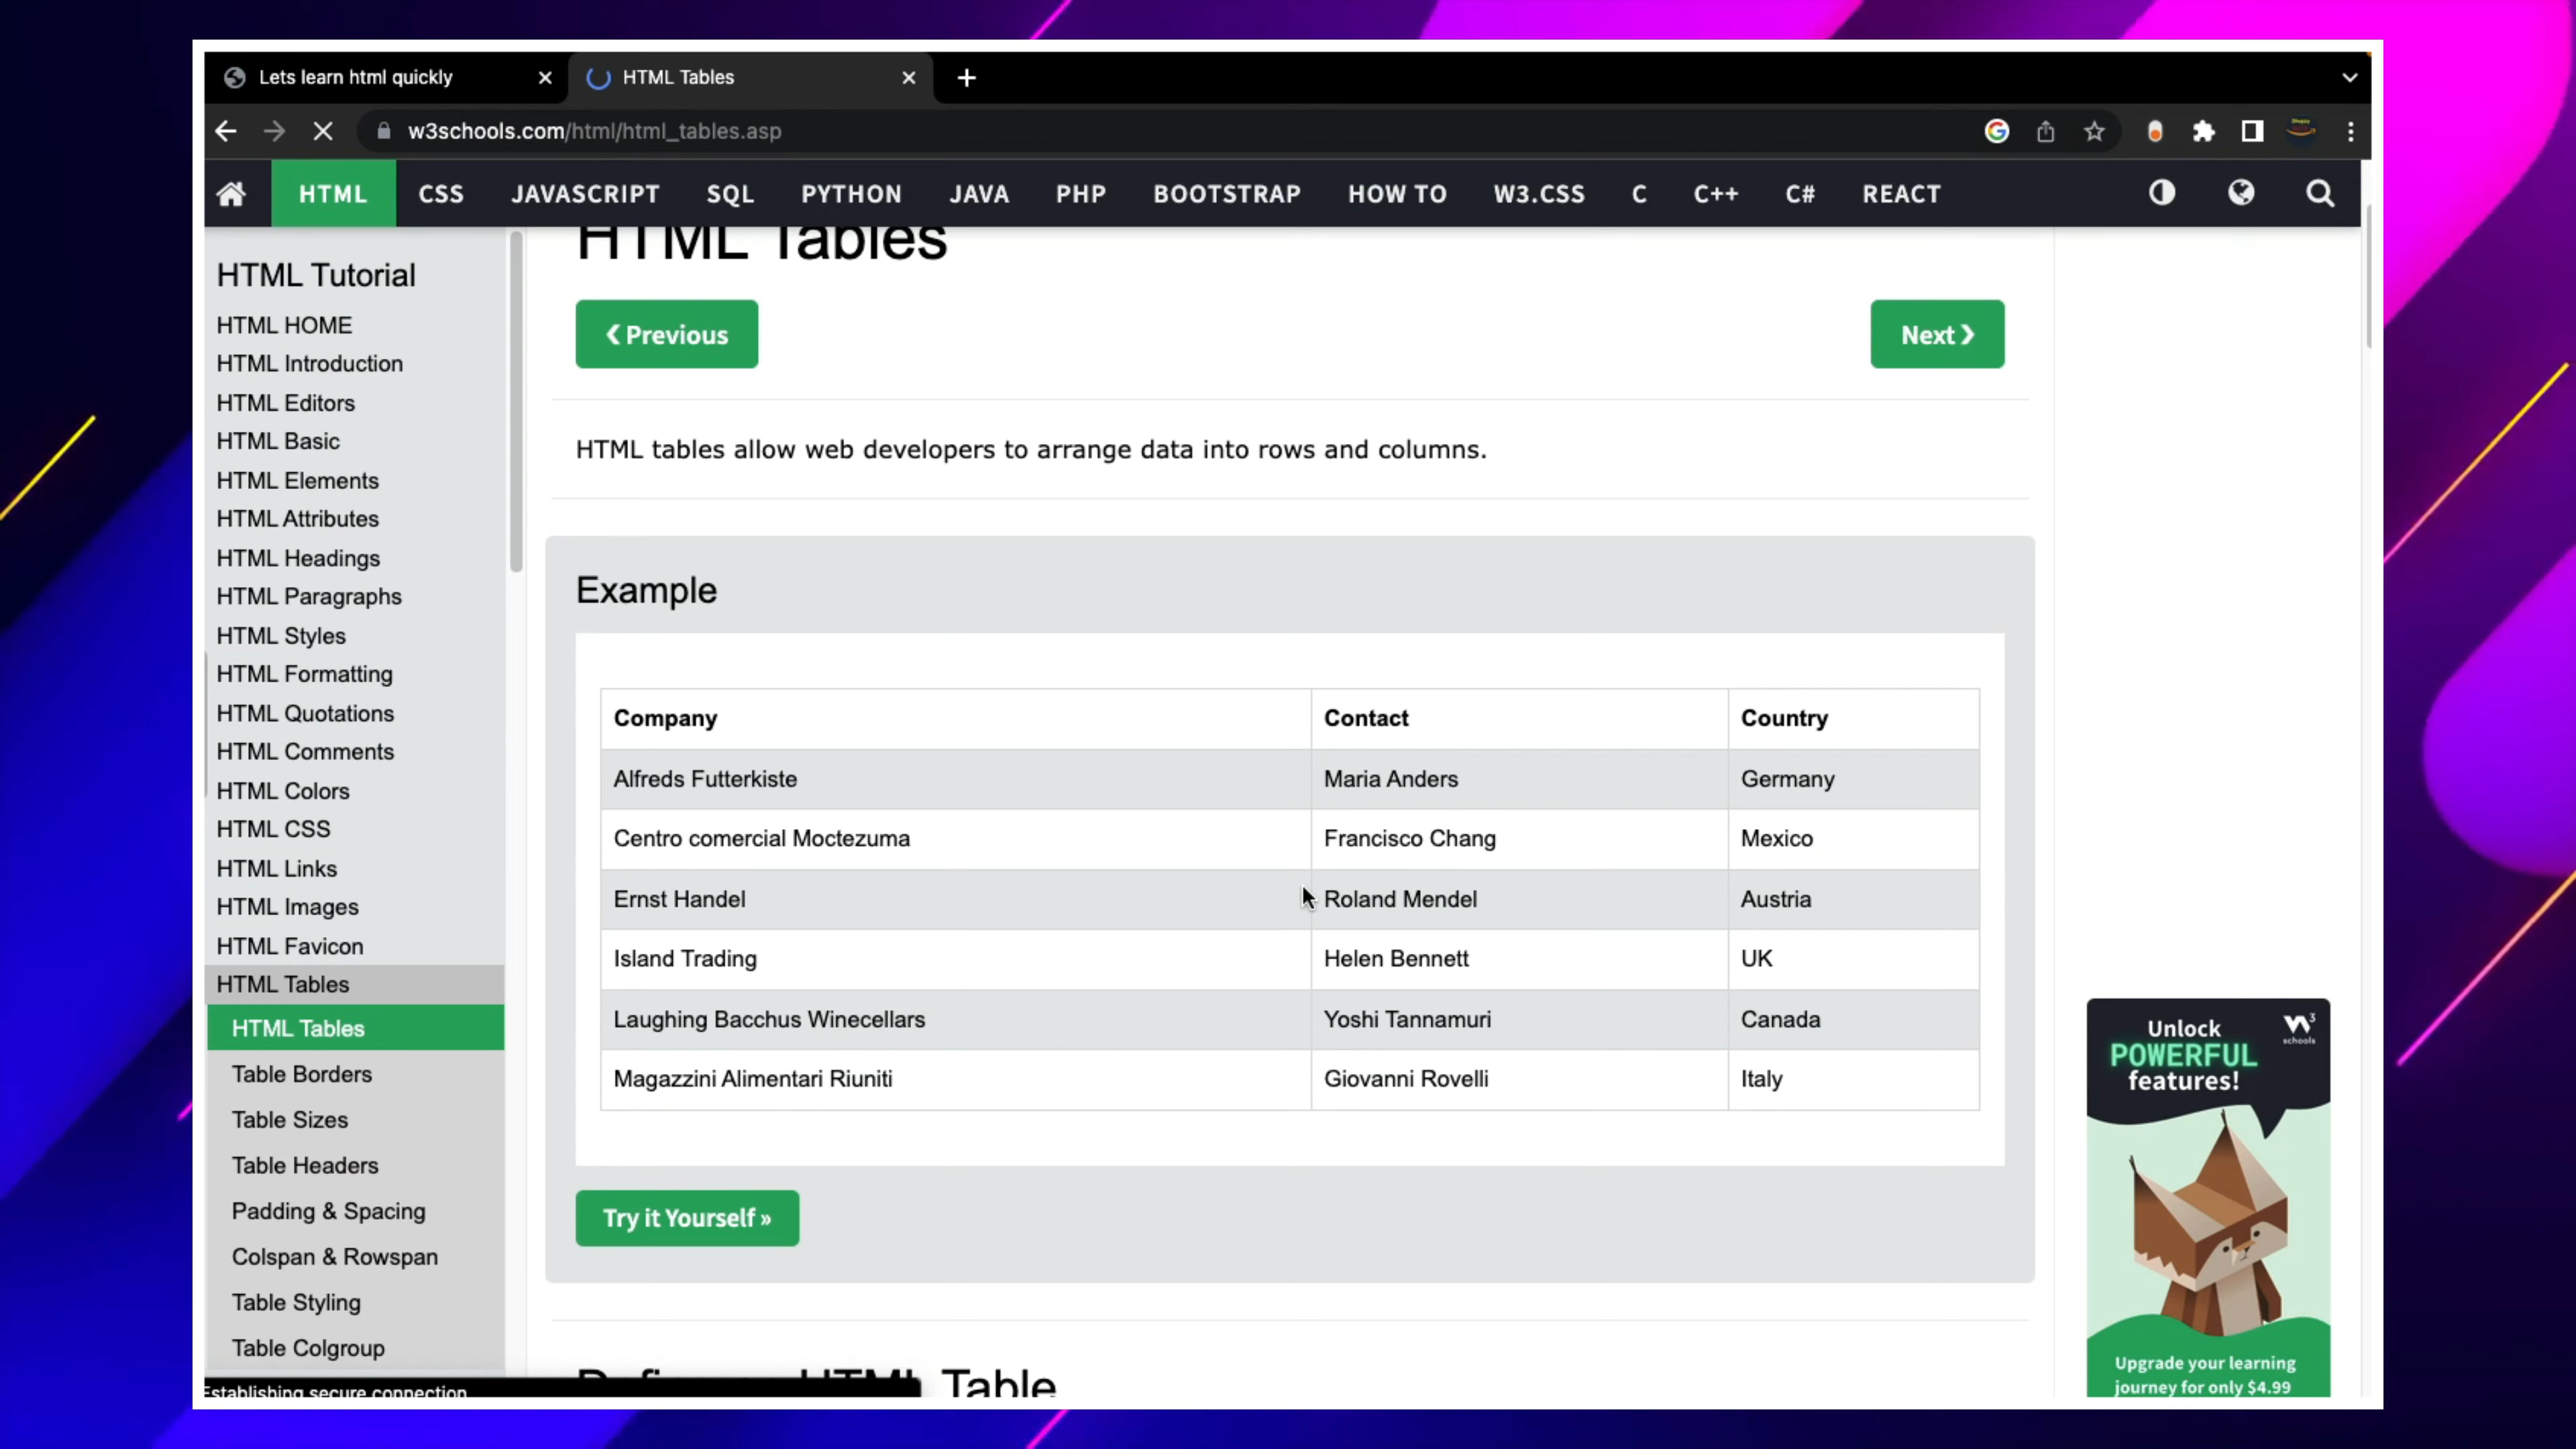 Lets learn html quickly
HTML Tables
w3schools.com/html/html_tables.asp
HTML CSS JAVASCRIPT SQL PYTHON JAVA PHP BOOTSTRAP HOW TO W3.CSS C C++ C# REACT
HTML Tutorial
HTML HOME
HTML Introduction
HTML Editors
HTML Basic
HTML Elements
HTML Attributes
HTML Headings
HTML Paragraphs
HTML Styles
HTML Formatting
HTML Quotations
HTML Comments
HTML Colors
HTML CSS
HTML Links
HTML Images
HTML Favicon
HTML Tables
HTML Tables
Table Borders
Table Sizes
Table Headers
Padding & Spacing
Colspan & Rowspan
Table Styling
Table Colgroup
Establishing secure connection
HTML Tables
❮ Previous
Next ❯
HTML tables allow web developers to arrange data into rows and columns.
Example
Company Contact Country
Alfreds Futterkiste Maria Anders Germany
Centro comercial Moctezuma Francisco Chang Mexico
Ernst Handel Roland Mendel Austria
Island Trading Helen Bennett UK
Laughing Bacchus Winecellars Yoshi Tannamuri Canada
Magazzini Alimentari Riuniti Giovanni Rovelli Italy
Try it Yourself »
HTML Table
Unlock
POWERFUL
features!
w3 schools
Upgrade your learning
journey for only $4.99